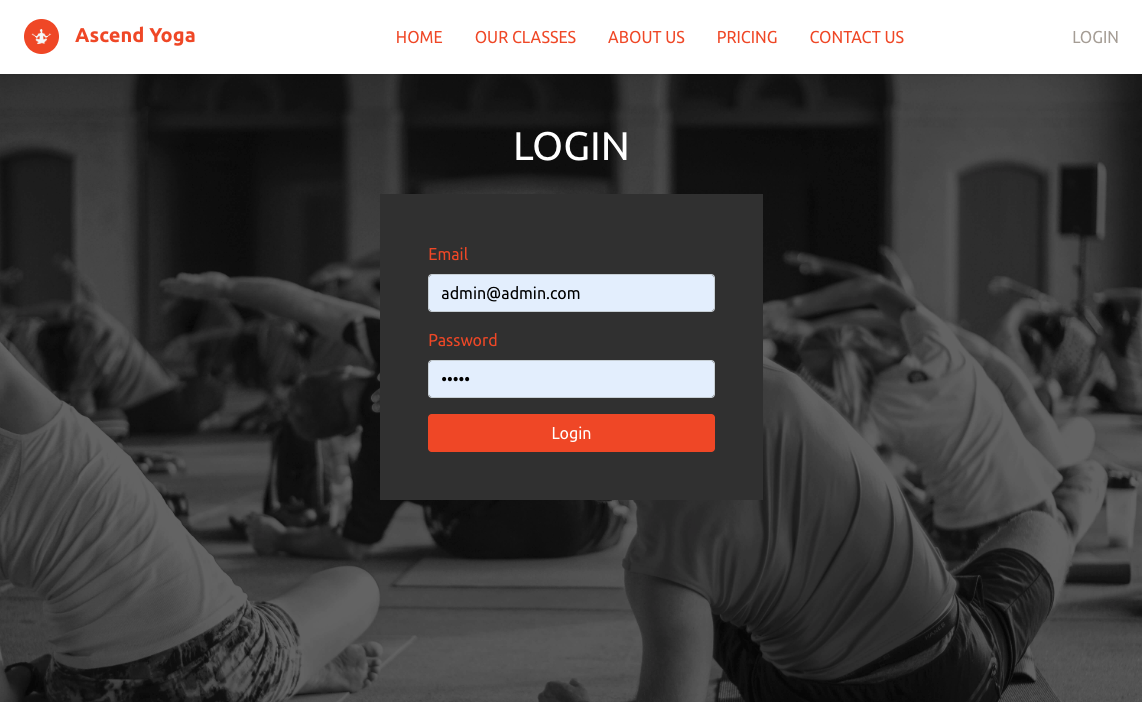 Ascend Yoga
HOME OUR CLASSES ABOUT US PRICING CONTACT US
LOGIN
LOGIN
Email
admin@admin.com
Password
•••••
Login